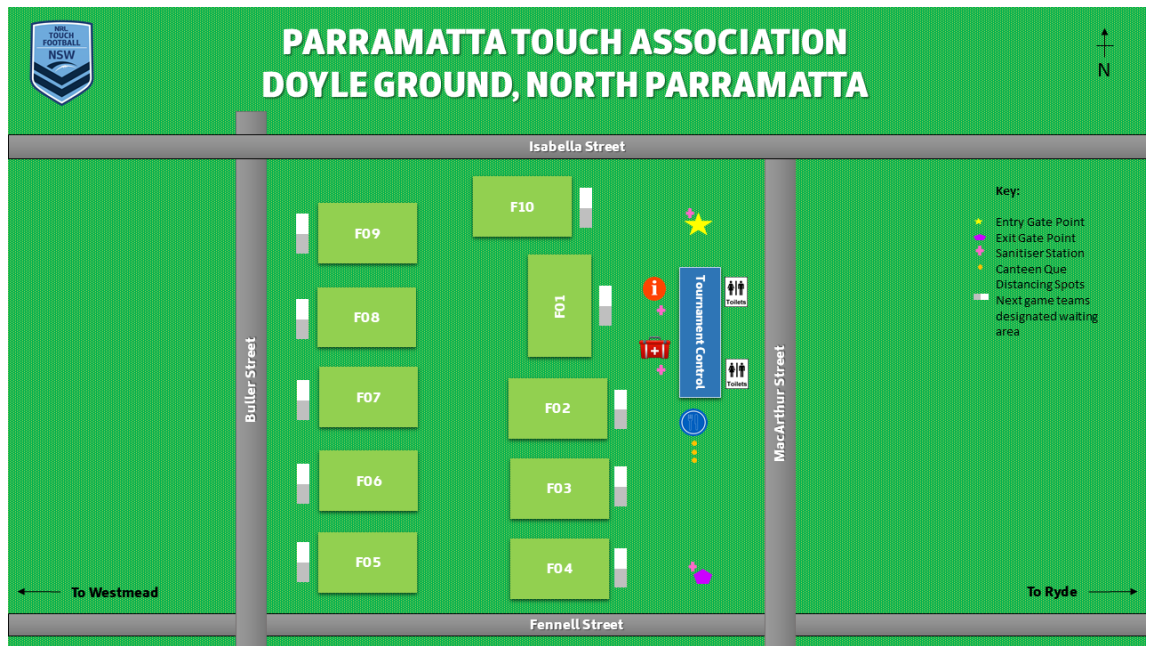 NRL
TOUCH
FOOTBALL
NSW
PARRAMATTA TOUCH ASSOCIATION
DOYLE GROUND, NORTH PARRAMATTA
N
Isabella Street
Key:
Entry Gate Point
Exit Gate Point
Sanitiser Station
Canteen Que
Distancing Spots
Next game teams
designated waiting
area
F10
F09
F01
F08
F07
F02
F06
F03
F05
F04
i
Tournament Control
Toilets
Toilets
Buller Street
MacArthur Street
To Westmead
To Ryde
Fennell Street